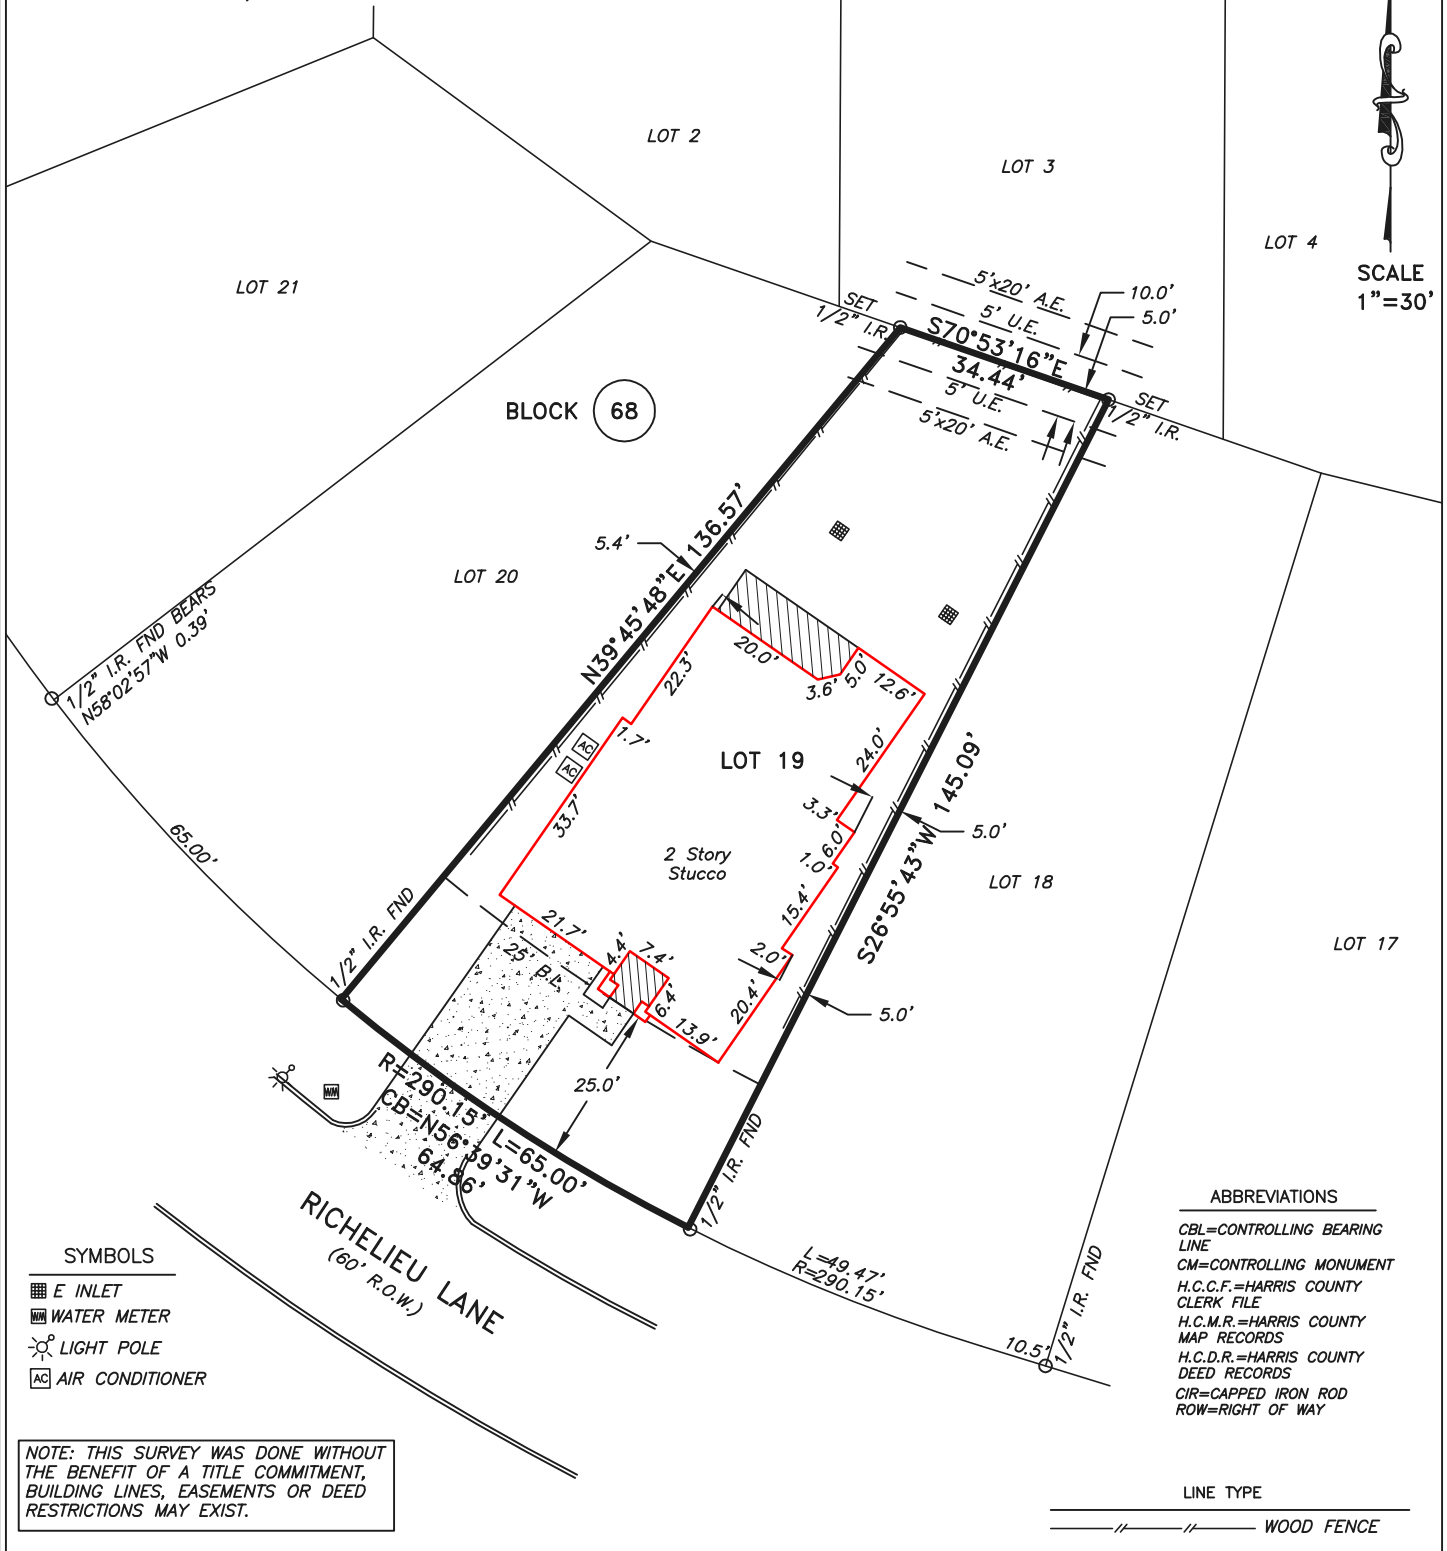 LOT 2
LOT 3
LOT 4
LOT 21
SCALE
1"=30'
5'x20' A.E.
5' U.E.
10.0'
5.0'
SET
1/2" I.R.
S70°53'16"E
34.44'
5' U.E.
5'x20' A.E.
SET
1/2" I.R.
BLOCK 68
N39°45'48"E 136.57'
5.4'
LOT 20
1/2" I.R. FND BEARS
N58°02'57"W 0.39'
20.0'
3.6'
5.0'
12.6'
22.3'
1.7'
AC
AC
LOT 19
24.0'
S26°55'43"W 145.09'
33.7'
3.3'
6.0'
5.0'
1.0'
65.00'
2 Story
Stucco
LOT 18
15.4'
1/2" I.R. FND
21.7'
25' B.L.
4.4'
7.4'
2.0'
LOT 17
6.4'
20.4'
13.9'
5.0'
25.0'
WM
R=290.15' L=65.00'
CB=N56°39'31"W
64.86'
1/2" I.R. FND
RICHELIEU LANE
(60' R.O.W.)
L=49.47'
R=290.15'
10.5'
1/2" I.R. FND
SYMBOLS
E INLET
WM WATER METER
LIGHT POLE
AC AIR CONDITIONER
ABBREVIATIONS
CBL=CONTROLLING BEARING
LINE
CM=CONTROLLING MONUMENT
H.C.C.F.=HARRIS COUNTY
CLERK FILE
H.C.M.R.=HARRIS COUNTY
MAP RECORDS
H.C.D.R.=HARRIS COUNTY
DEED RECORDS
CIR=CAPPED IRON ROD
ROW=RIGHT OF WAY
NOTE: THIS SURVEY WAS DONE WITHOUT
THE BENEFIT OF A TITLE COMMITMENT,
BUILDING LINES, EASEMENTS OR DEED
RESTRICTIONS MAY EXIST.
LINE TYPE
WOOD FENCE